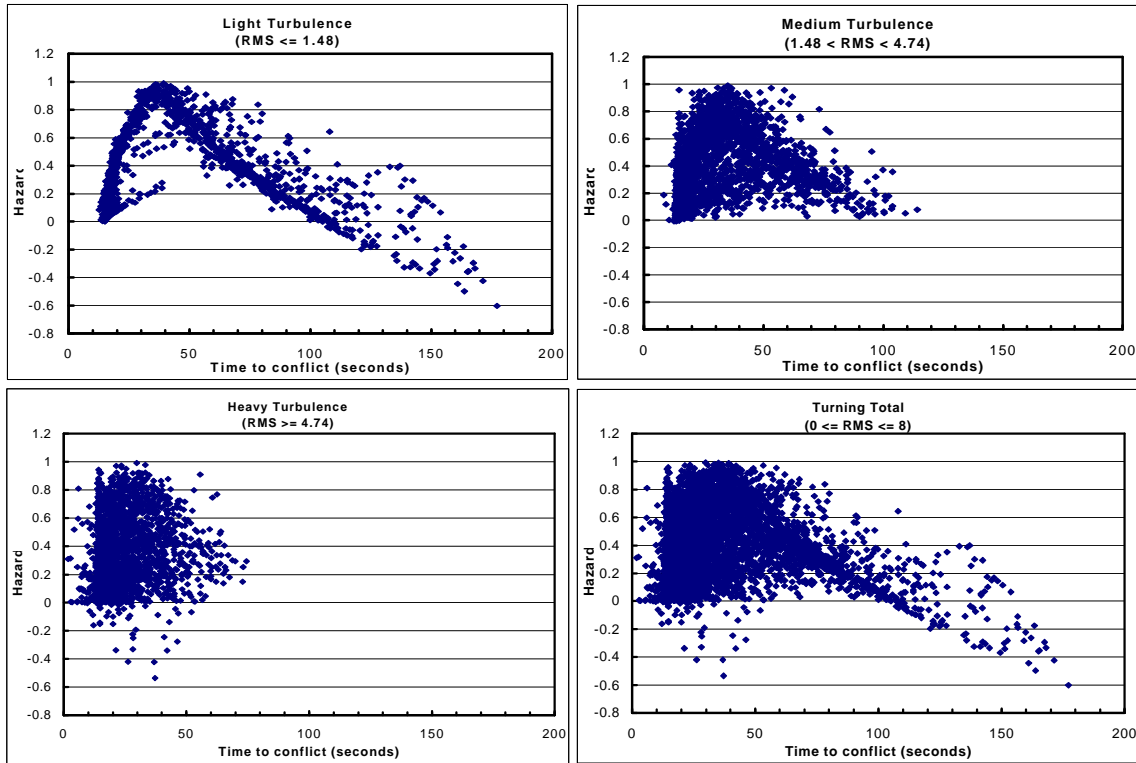 Light Turbulence
(RMS <= 1.48)
1.2
1
0.8
0.6
0.4
0.2
0
-0.2
-0.4
-0.6
-0.8
Hazard
0 50 100 150 200
Time to conflict (seconds)
Medium Turbulence
(1.48 < RMS < 4.74)
1.2
1
0.8
0.6
0.4
0.2
0
-0.2
-0.4
-0.6
-0.8
Hazard
0 50 100 150 200
Time to conflict (seconds)
Heavy Turbulence
(RMS >= 4.74)
1.2
1
0.8
0.6
0.4
0.2
0
-0.2
-0.4
-0.6
-0.8
Hazard
0 50 100 150 200
Time to conflict (seconds)
Turning Total
(0 <= RMS <= 8)
1.2
1
0.8
0.6
0.4
0.2
0
-0.2
-0.4
-0.6
-0.8
Hazard
0 50 100 150 200
Time to conflict (seconds)